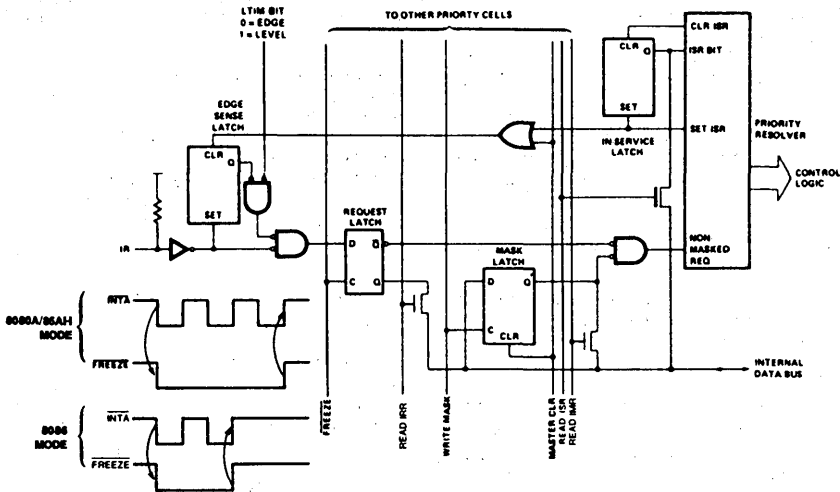 LTIM BIT
0 = EDGE
1 = LEVEL
TO OTHER PRIORTY CELLS
CLR ISR
ISR BIT
CLR
Q
SET
IN SERVICE
LATCH
SET ISR
PRIORITY
RESOLVER
CONTROL
LOGIC
EDGE
SENSE
LATCH
CLR
Q
SET
IR
REQUEST
LATCH
D
Q
C
Q
MASK
LATCH
D
Q
C
CLR
NON
MASKED
REQ
INTERNAL
DATA BUS
8080A/85AH
MODE
INTA
FREEZE
8086
MODE
INTA
FREEZE
FREEZE
READ IRR
WRITE MASK
MASTER CLR
READ ISR
READ IMR